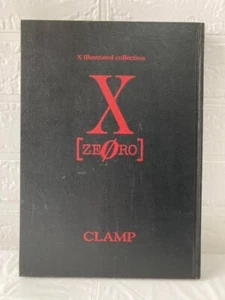 X illustrated collection
X
[ZEØRO]
CLAMP